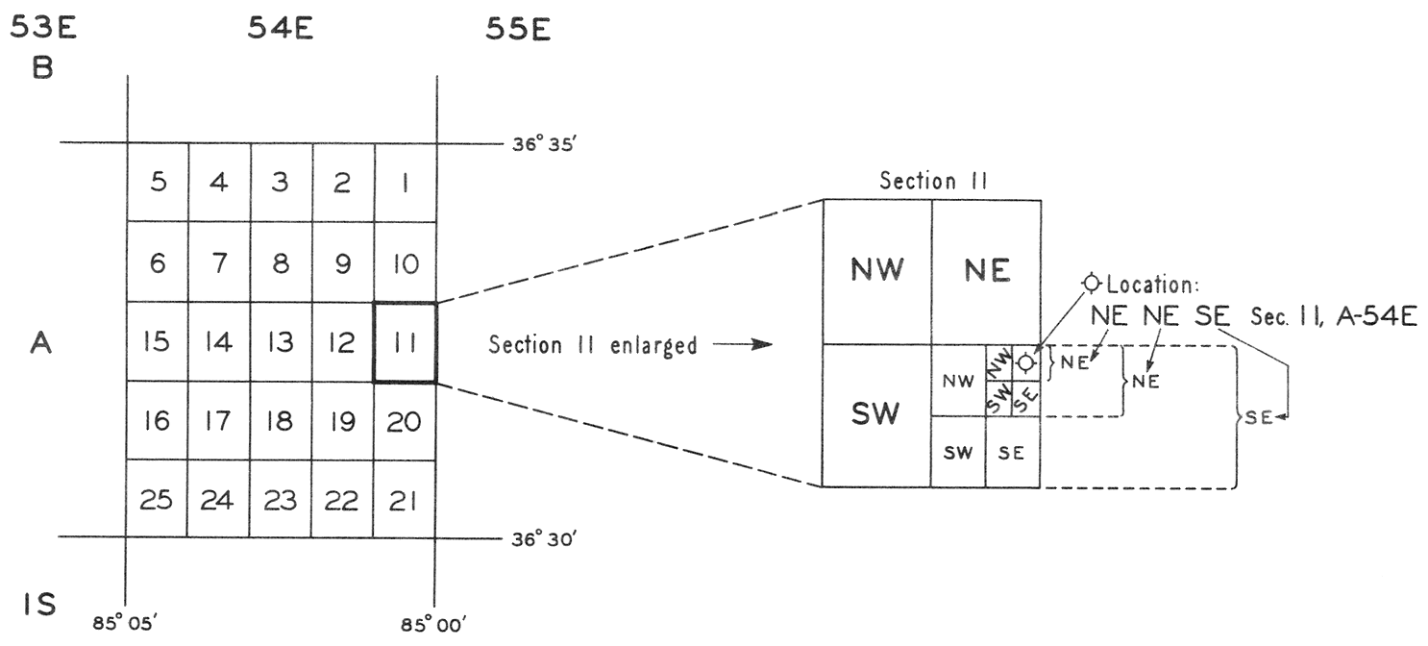 53E 54E 55E
B
36° 35'
5 4 3 2 1
6 7 8 9 10
15 14 13 12 11
16 17 18 19 20
25 24 23 22 21
A
36° 30'
1S
85° 05' 85° 00'
Section 11 enlarged
Section 11
NW NE
SW
NW NW
SW SE
SW SE
Location:
NE NE SE Sec. 11, A-54E
NE
NE
SE